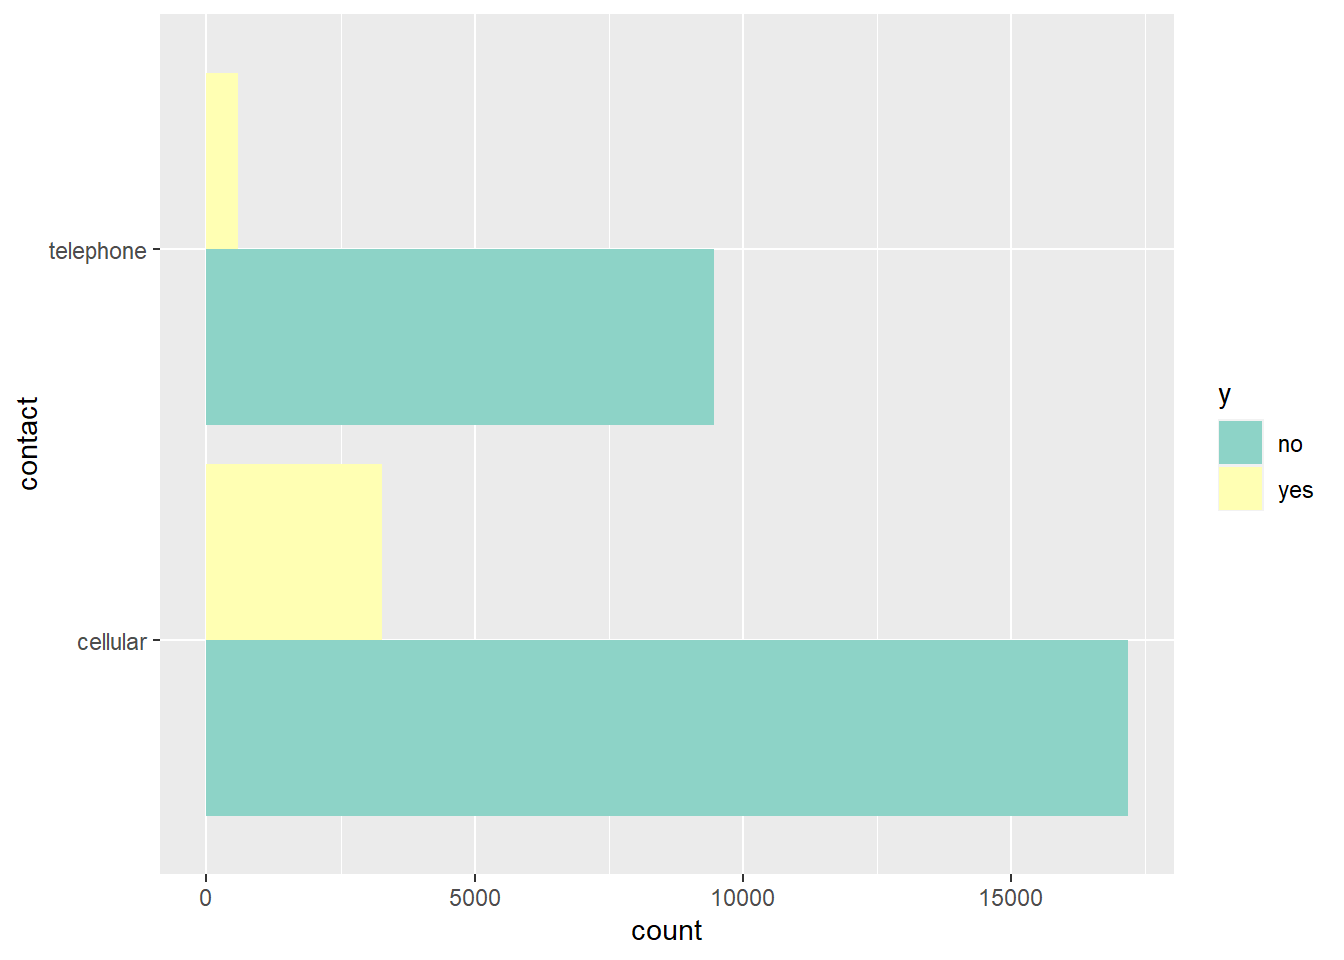 contact
telephone
cellular
0 5000 10000 15000
count
y
no
yes